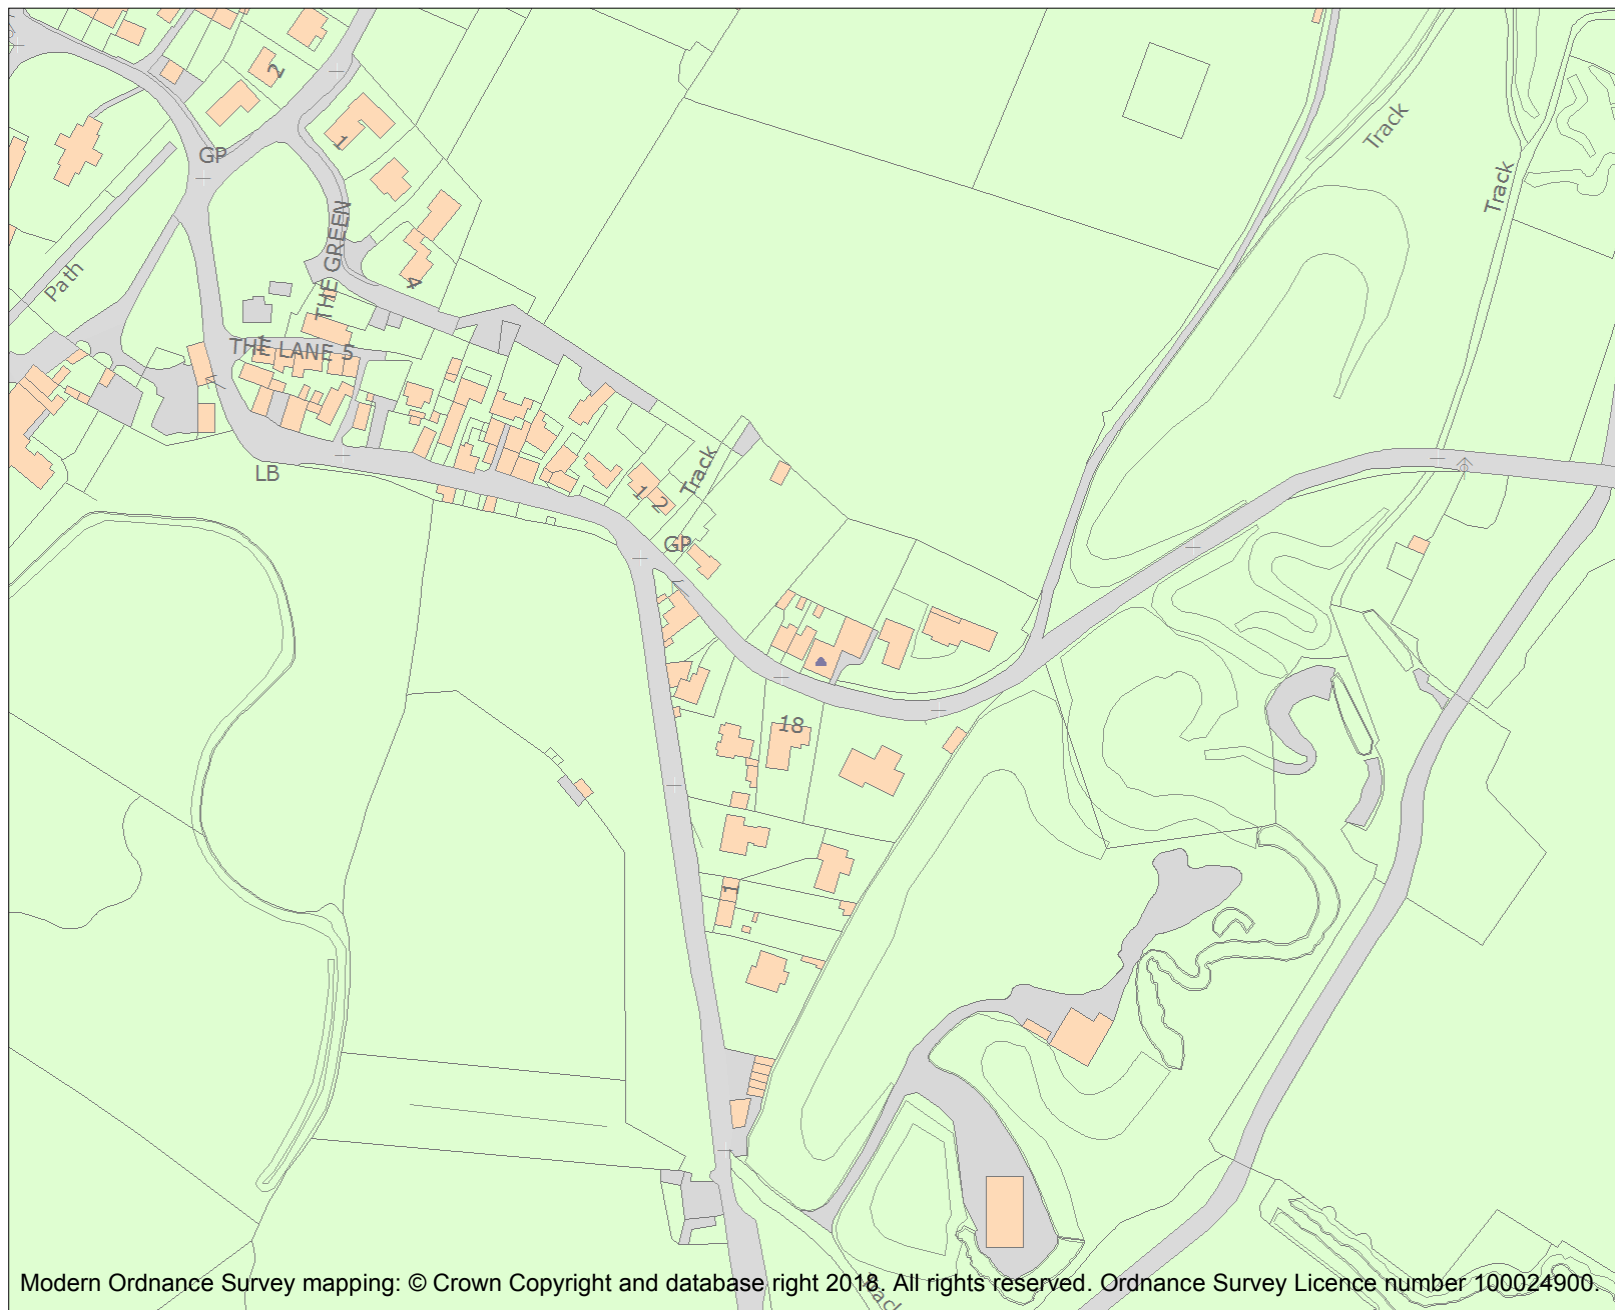 2
1
GP
Track
Track
THE GREEN
Path
4
THE LANE 5
LB
Track
1
2
GP
18
1
Track
Modern Ordnance Survey mapping: © Crown Copyright and database right 2018. All rights reserved. Ordnance Survey Licence number 100024900.